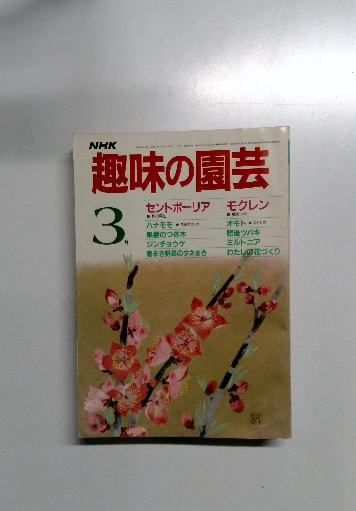 NHK
趣味の園芸
3月
セントポーリア
モクレン
ハナモモ
オモト
果樹のつぎ木
肥後ツバキ
ジンチョウゲ
ミルトニア
春まき野菜のタネまき
わたしの花づくり